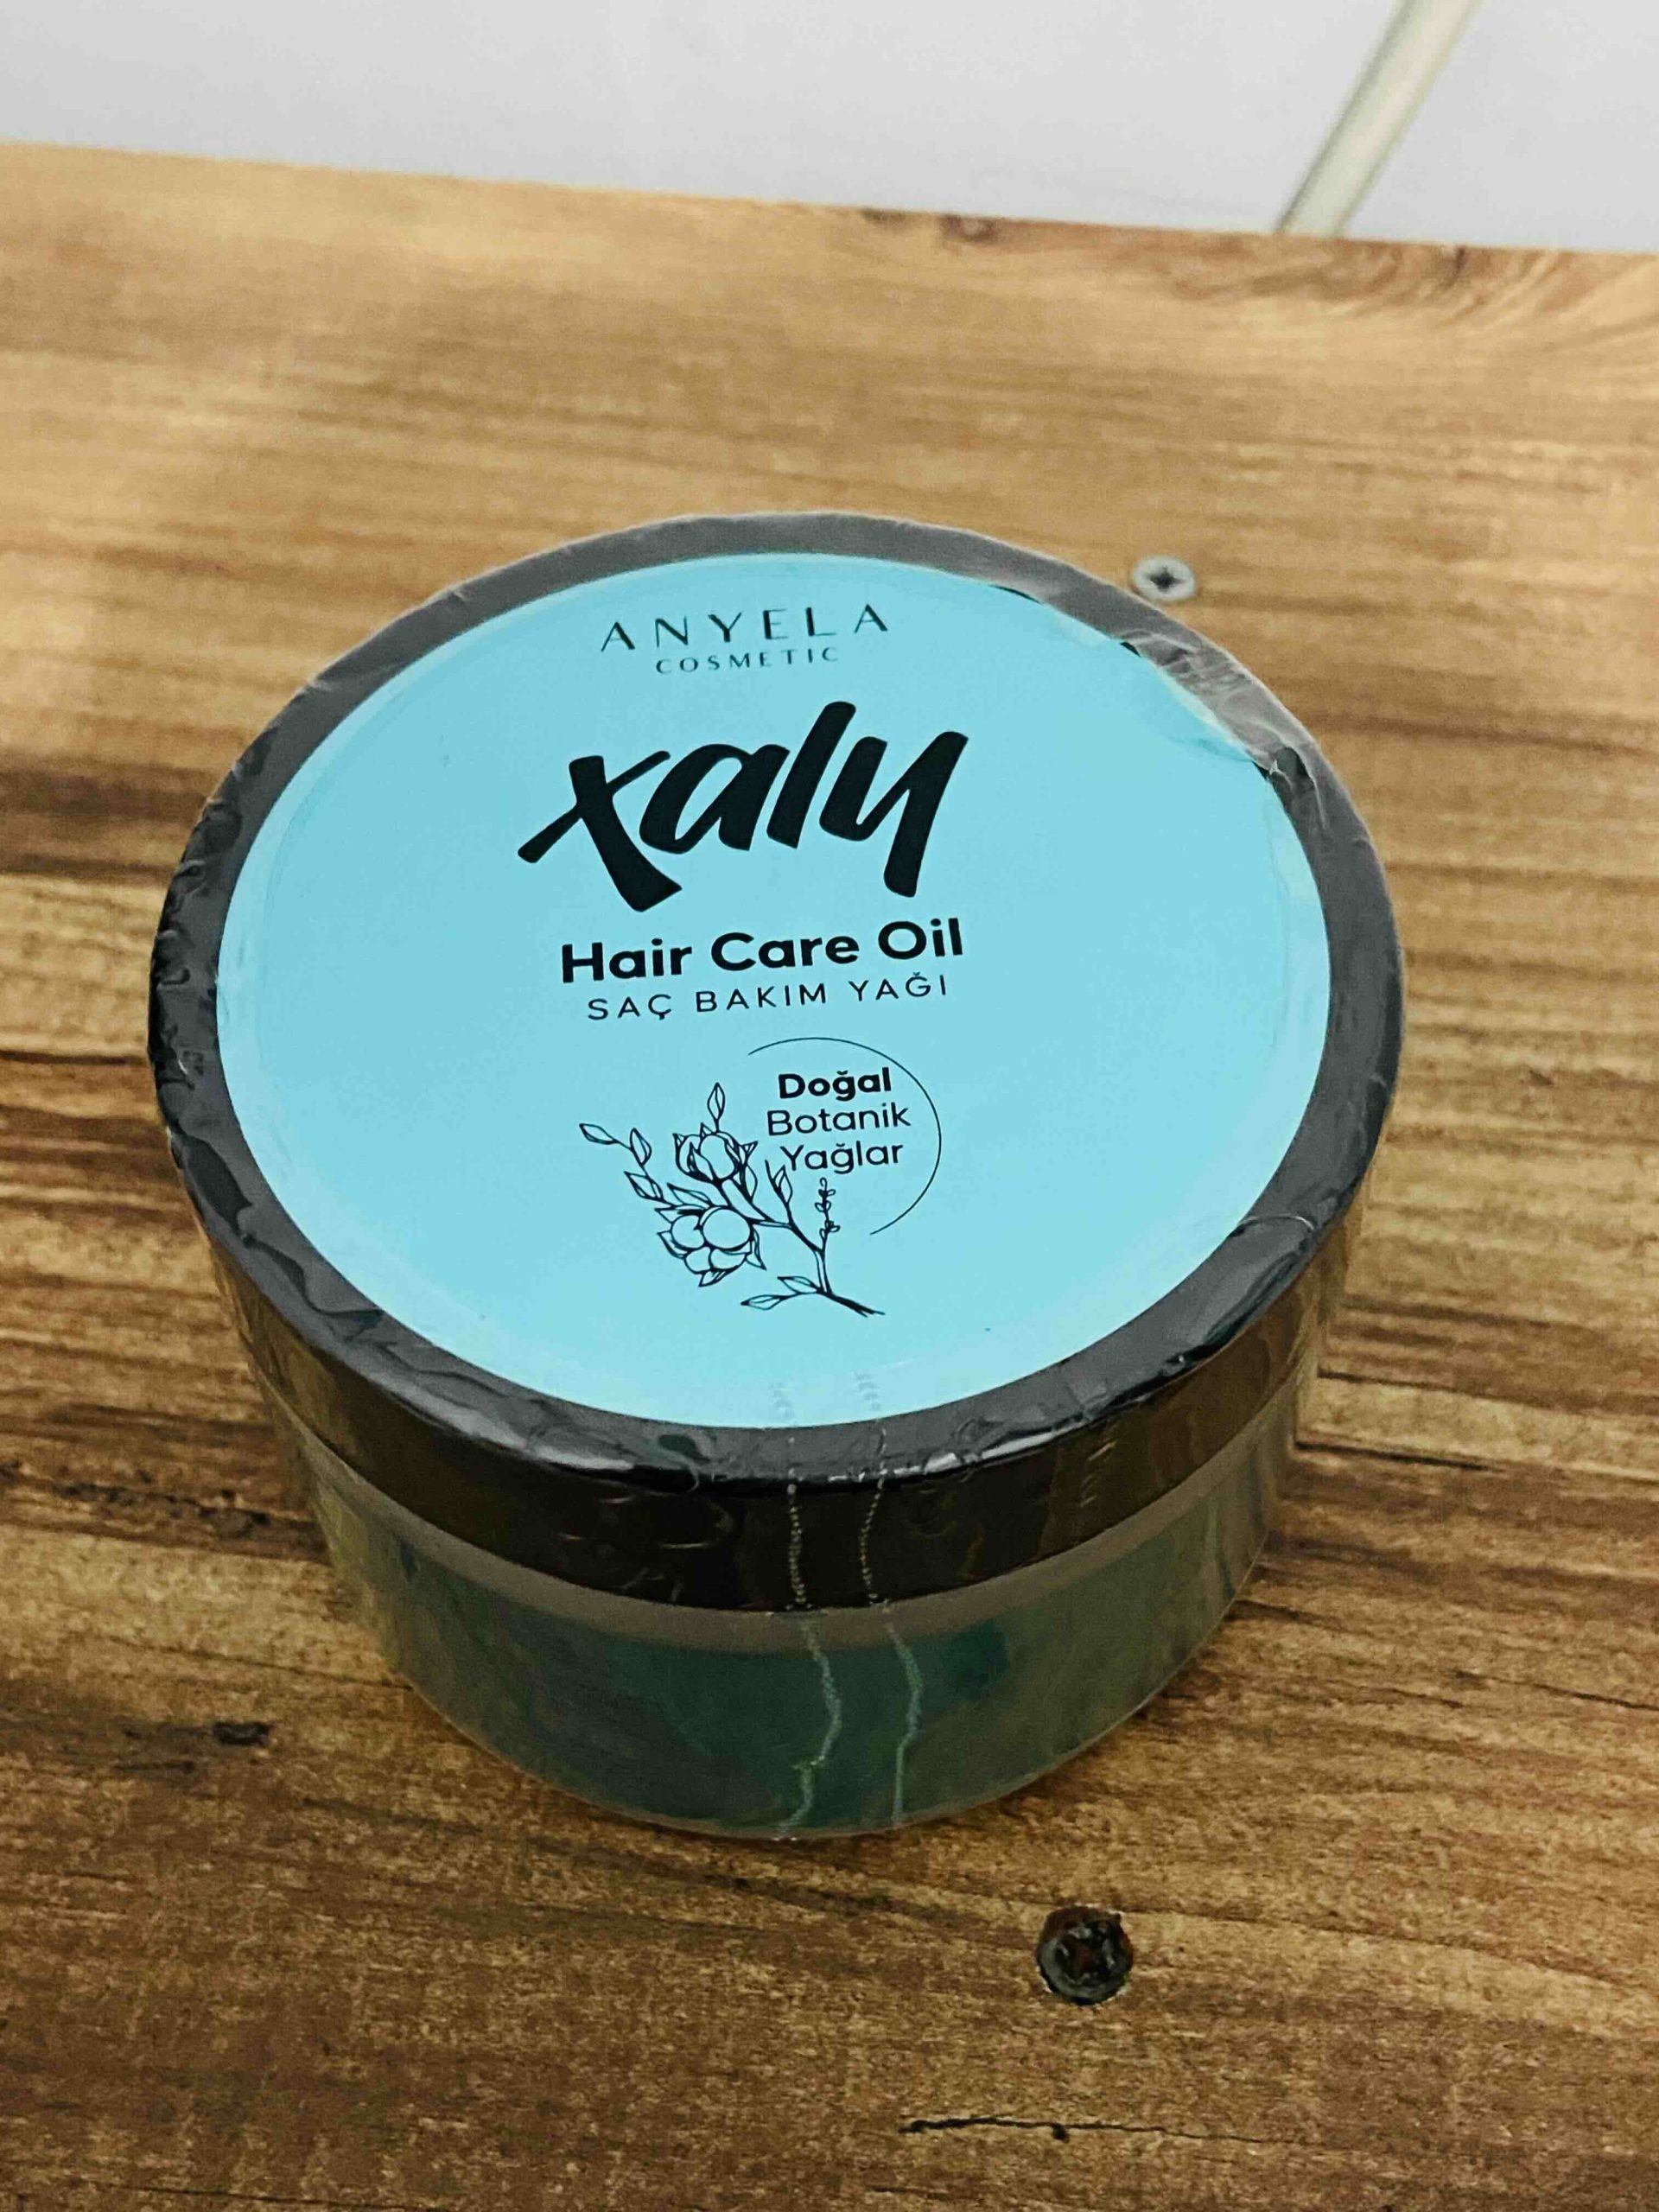 ANYELA
COSMETIC
xaly
Hair Care Oil
SAÇ BAKIM YAĞI
Doğal
Botanik
Yağlar